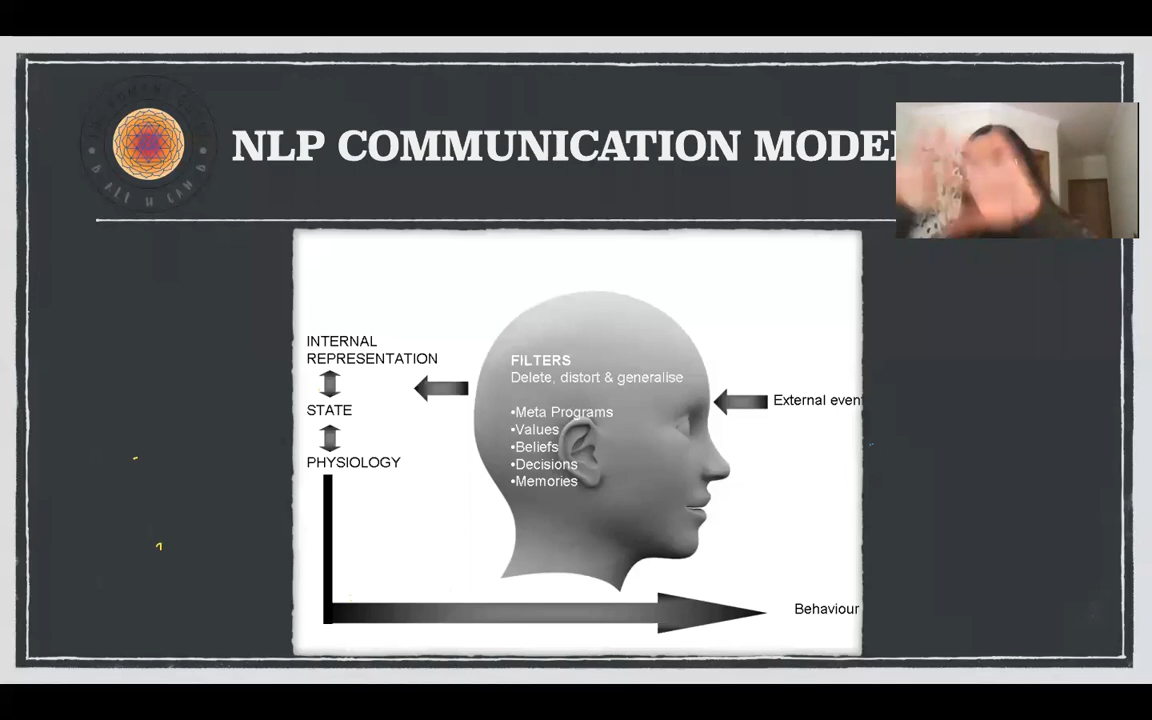 NLP COMMUNICATION MODE
INTERNAL
REPRESENTATION
STATE
PHYSIOLOGY
FILTERS
Delete, distort & generalise
•Meta Programs
•Values
•Beliefs
•Decisions
•Memories
External even
Behaviour